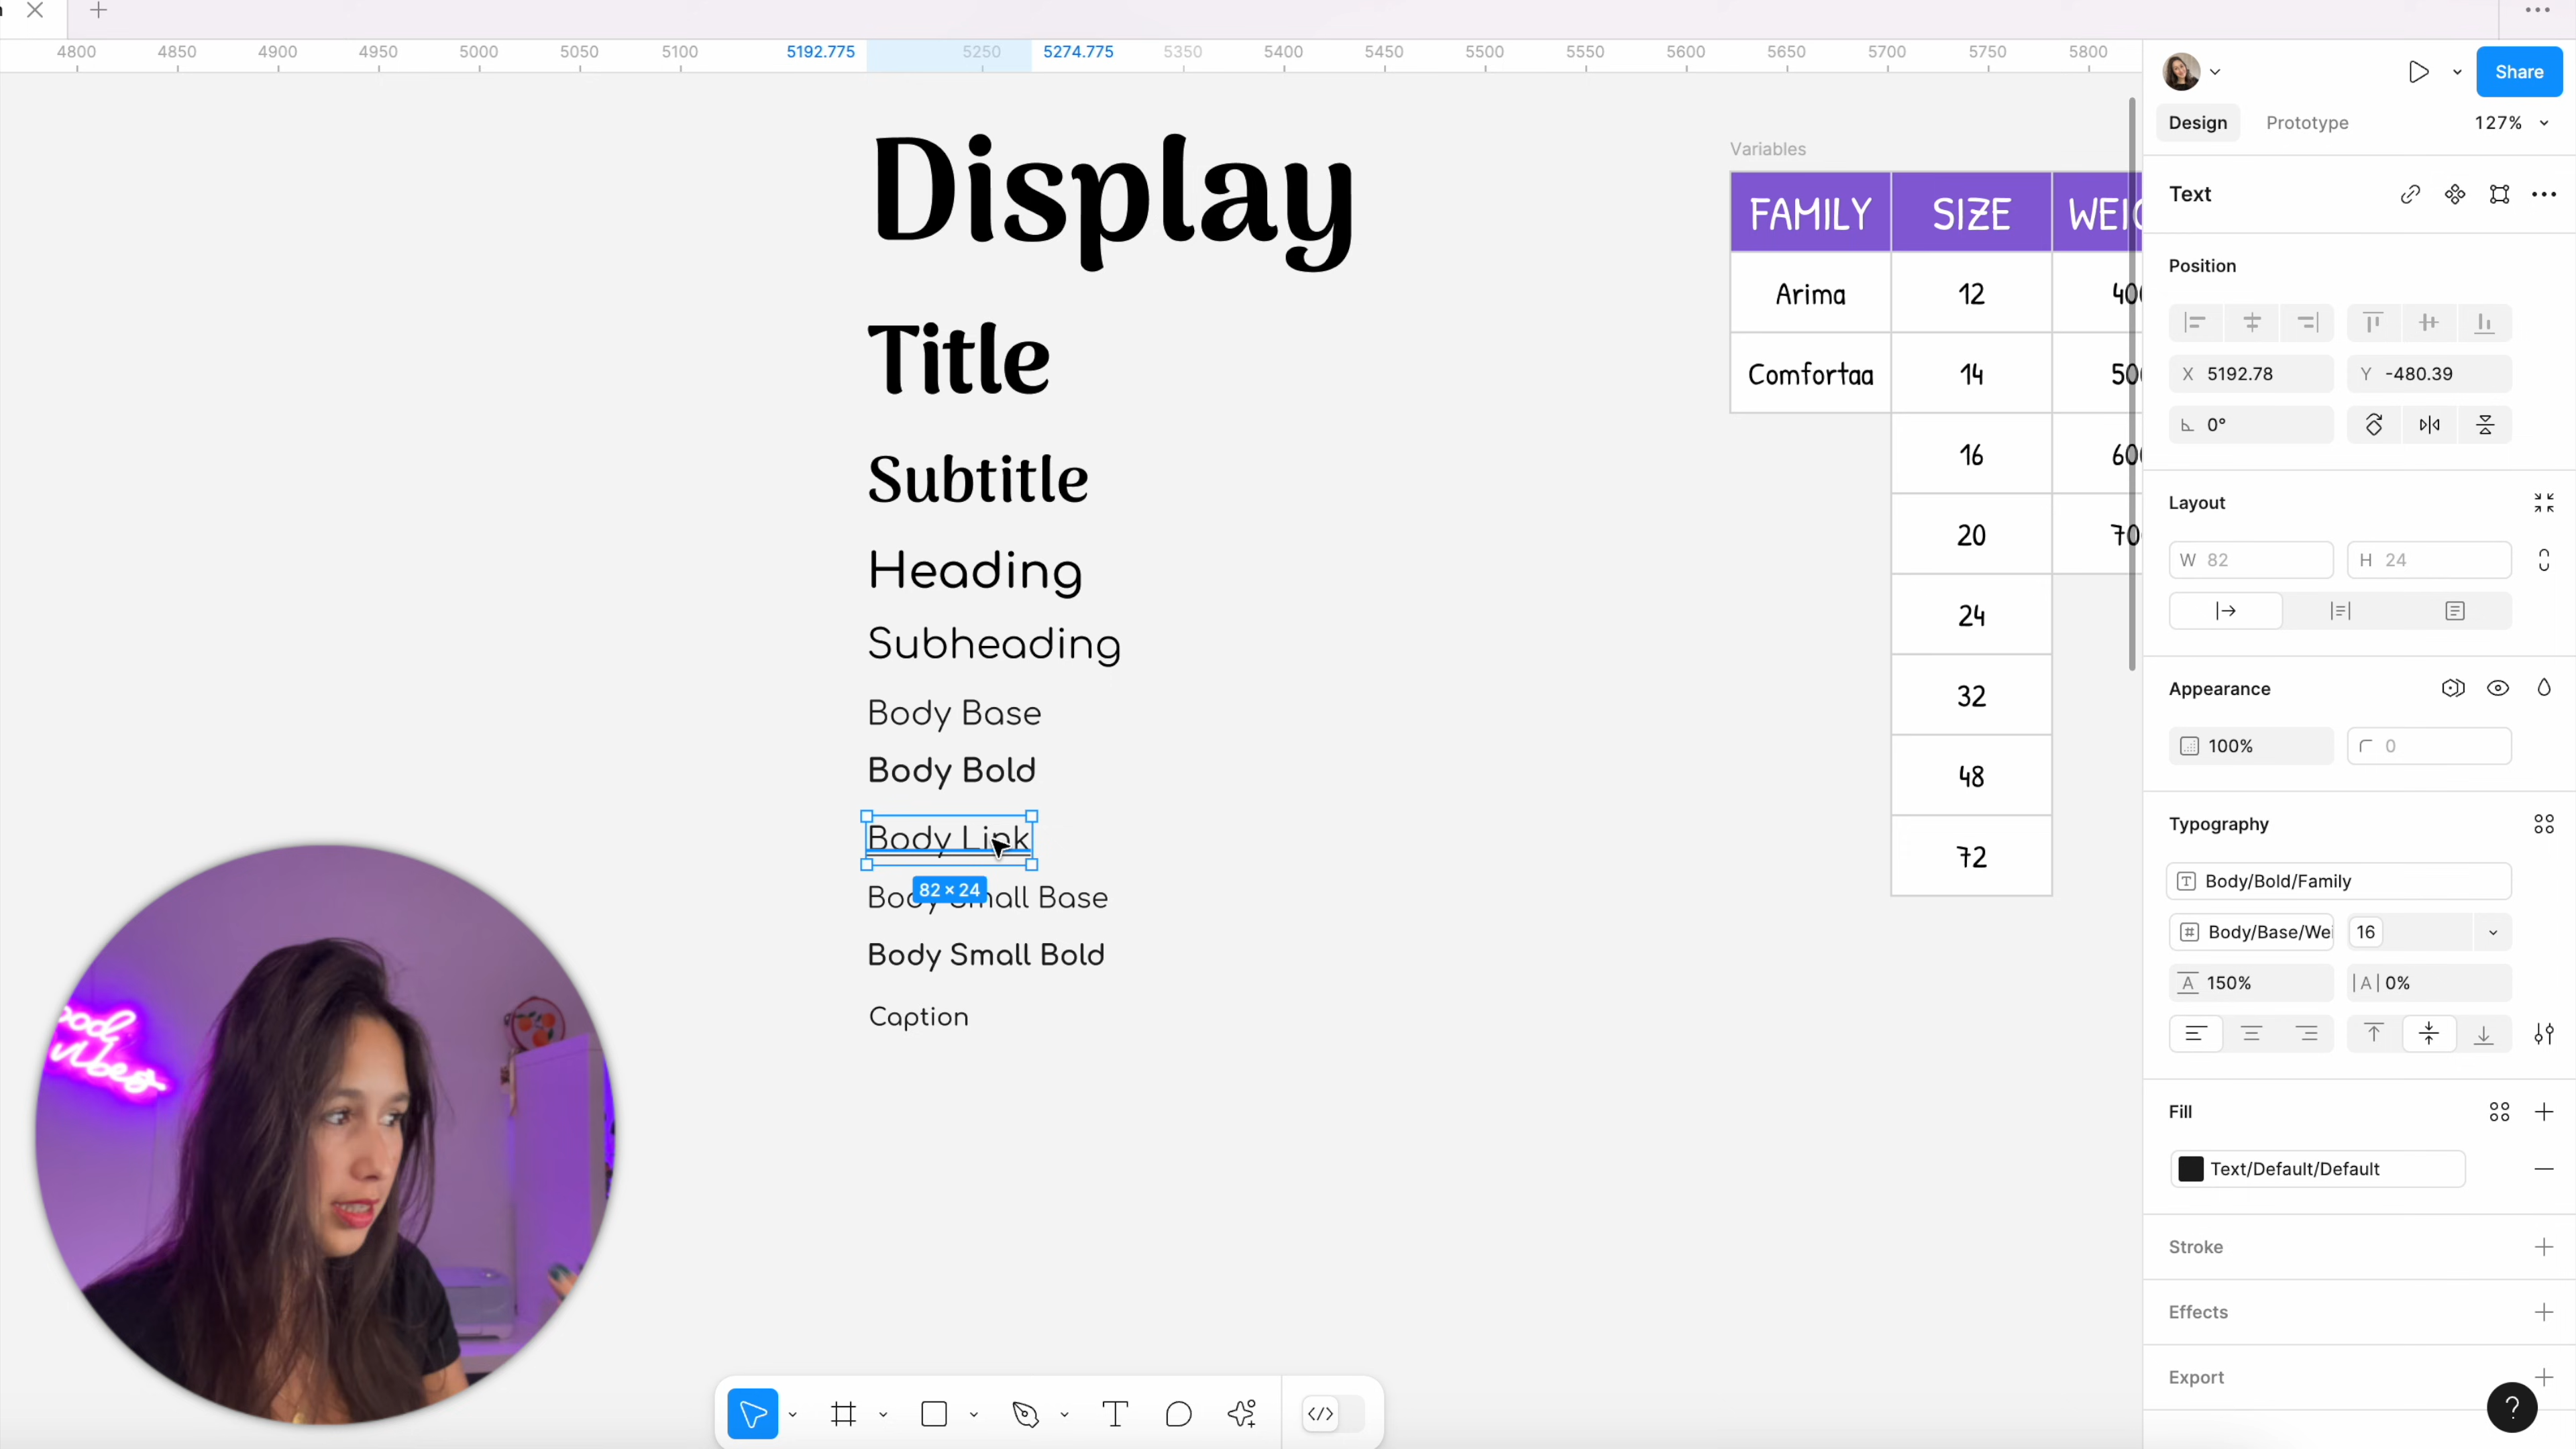 4800 4850 4900 4950 5000 5050 5100 5192.775 5250 5274.775 5350 5400 5450 5500 5550 5600 5650 5700 5750 5800
Share
Design Prototype 127%
Display
Title
Subtitle
Heading
Subheading
Body Base
Body Bold
Body Link
82 × 24
Body Small Base
Body Small Bold
Caption
Variables
FAMILY SIZE
Arima 12
Comfortaa 14
16
20
24
32
48
72
Text
Position
X 5192.78 Y -480.39
0°
Layout
W 82 H 24
Appearance
100% 0
Typography
Body/Bold/Family
Body/Base/Wei 16
150% 0%
Fill
Text/Default/Default
Stroke
Effects
Export
?